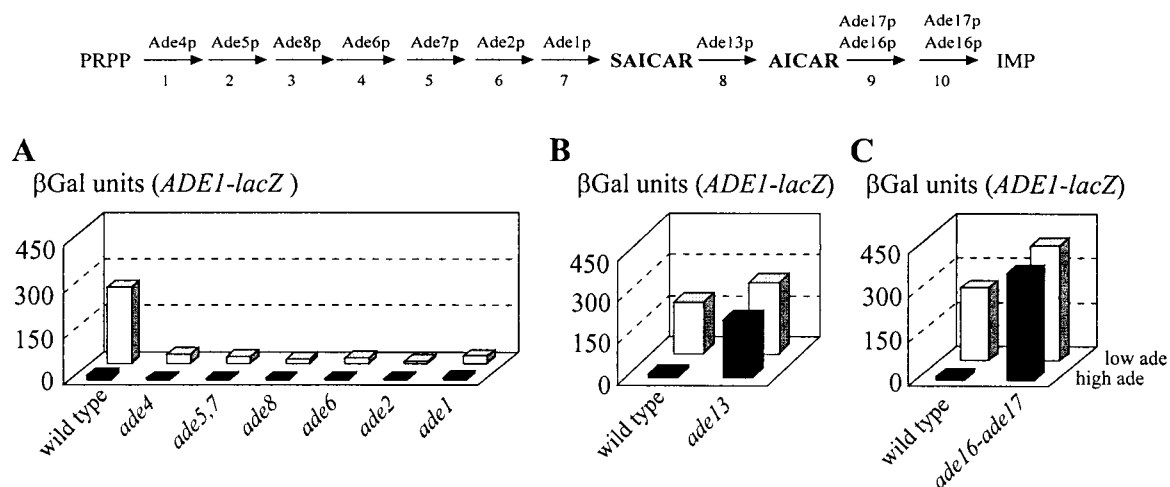 Ade17p Ade17p
Ade4p Ade5p Ade8p Ade6p Ade7p Ade2p Ade1p Ade13p Ade16p Ade16p
PRPP SAICAR AICAR IMP
1 2 3 4 5 6 7 8 9 10
A
βGal units (ADE1-lacZ )
450
300
150
0
wild type
ade4
ade5,7
ade8
ade6
ade2
ade1
B
βGal units (ADE1-lacZ)
450
300
150
0
wild type
ade13
C
βGal units (ADE1-lacZ)
450
300
150
0
low ade
high ade
wild type
ade16-ade17